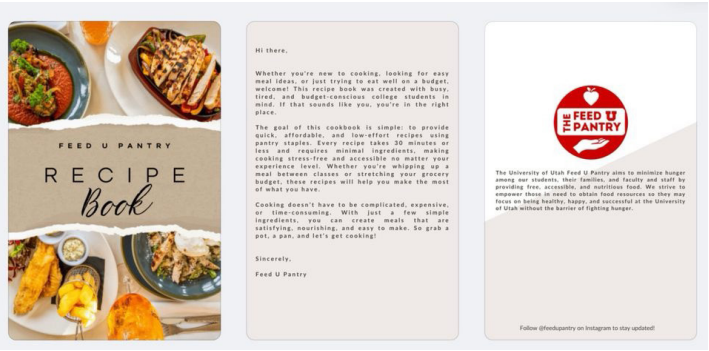 FEED U PANTRY
RECIPE
Book
Hi there,
Whether you're new to cooking, looking for easy
meal ideas, or just trying to eat well on a budget,
welcome! This recipe book was created with busy,
tired, and budget-conscious college students in
mind. If that sounds like you, you're in the right
place.
The goal of this cookbook is simple: to provide
quick, affordable, and low-effort recipes using
pantry staples. Every recipe takes 30 minutes or
less and requires minimal ingredients, making
cooking stress-free and accessible no matter your
experience level. Whether you're whipping up a
meal between classes or stretching your grocery
budget, these recipes will help you make the most
of what you have.
Cooking doesn't have to be complicated, expensive,
or time-consuming. With just a few simple
ingredients, you can create meals that are
satisfying, nourishing, and easy to make. So grab a
pot, a pan, and let's get cooking!
Sincerely,
Feed U Pantry
THE
FEED U
PANTRY
The University of Utah Feed U Pantry aims to minimize hunger
among our students, their families, and faculty and staff by
providing free, accessible, and nutritious food. We strive to
empower those in need to obtain food resources so they may
focus on being healthy, happy, and successful at the University
of Utah without the barrier of fighting hunger.
Follow @feedupantry on Instagram to stay updated!